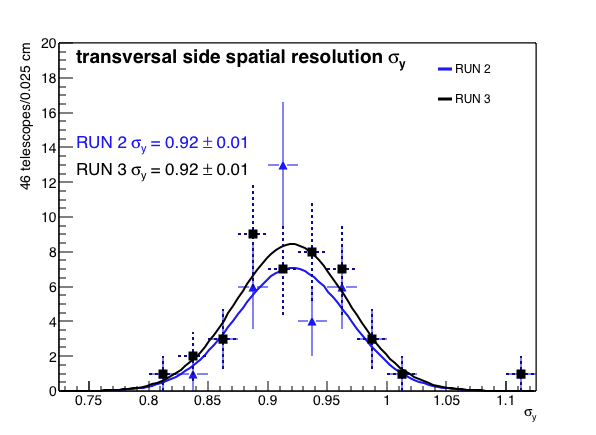 transversal side spatial resolution σy
RUN 2
RUN 3
RUN 2 σy = 0.92 ± 0.01
RUN 3 σy = 0.92 ± 0.01
46 telescopes/0.025 cm
20
18
16
14
12
10
8
6
4
2
0
0.75 0.8 0.85 0.9 0.95 1 1.05 1.1
σy